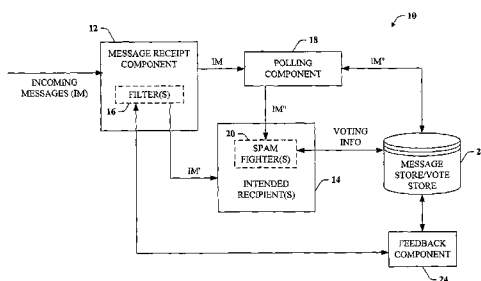 10
12
18
MESSAGE RECEIPT
COMPONENT
IM
POLLING
COMPONENT
IM"
INCOMING
MESSAGES (IM)
FILTER(S)
16
IM"
20
SPAM
FIGHTER(S)
VOTING
INFO
IM'
INTENDED
RECIPIENT(S)
14
2
MESSAGE
STORE/VOTE
STORE
FEEDBACK
COMPONENT
24